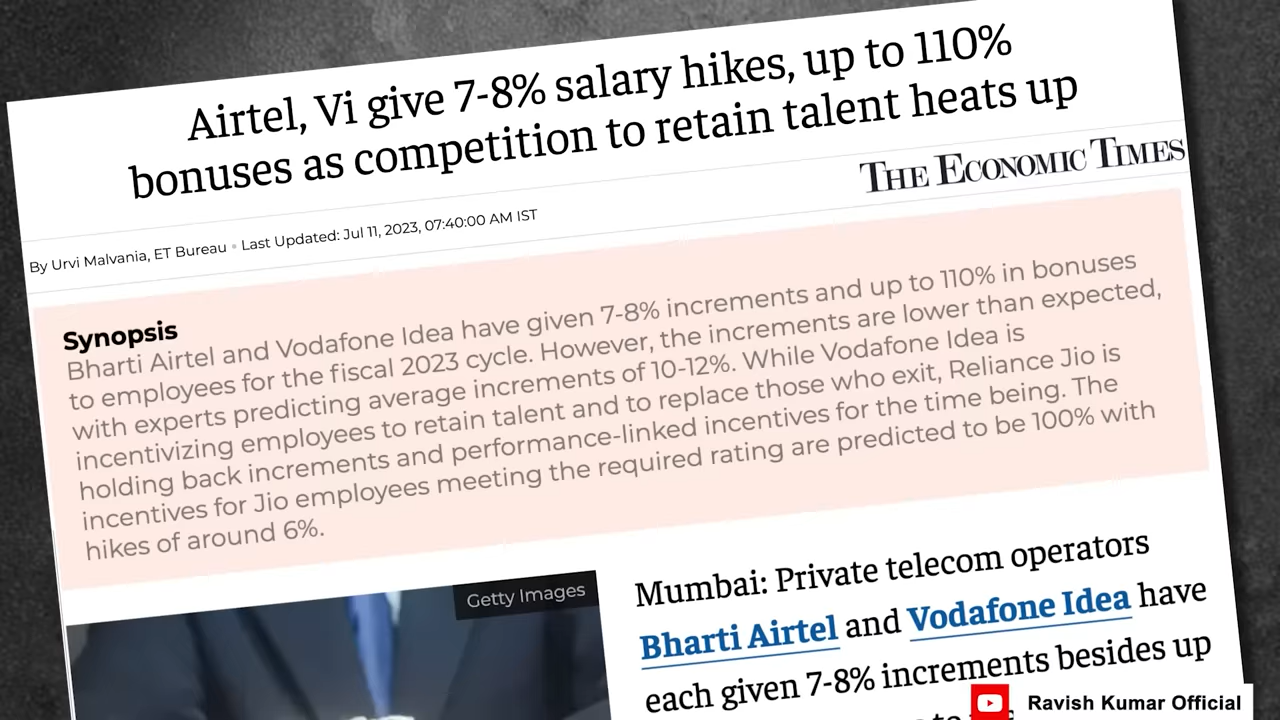 Airtel, Vi give 7-8% salary hikes, up to 110%
bonuses as competition to retain talent heats up
THE ECONOMIC TIMES
By Urvi Malvania, ET Bureau • Last Updated: Jul 11, 2023, 07:40:00 AM IST
Synopsis
Bharti Airtel and Vodafone Idea have given 7-8% increments and up to 110% in bonuses
to employees for the fiscal 2023 cycle. However, the increments are lower than expected,
with experts predicting average increments of 10-12%. While Vodafone Idea is
incentivizing employees to retain talent and to replace those who exit, Reliance Jio is
holding back increments and performance-linked incentives for the time being. The
incentives for Jio employees meeting the required rating are predicted to be 100% with
hikes of around 6%.
Getty Images
Mumbai: Private telecom operators
Bharti Airtel and Vodafone Idea have
each given 7-8% increments besides up
to
Ravish Kumar Official